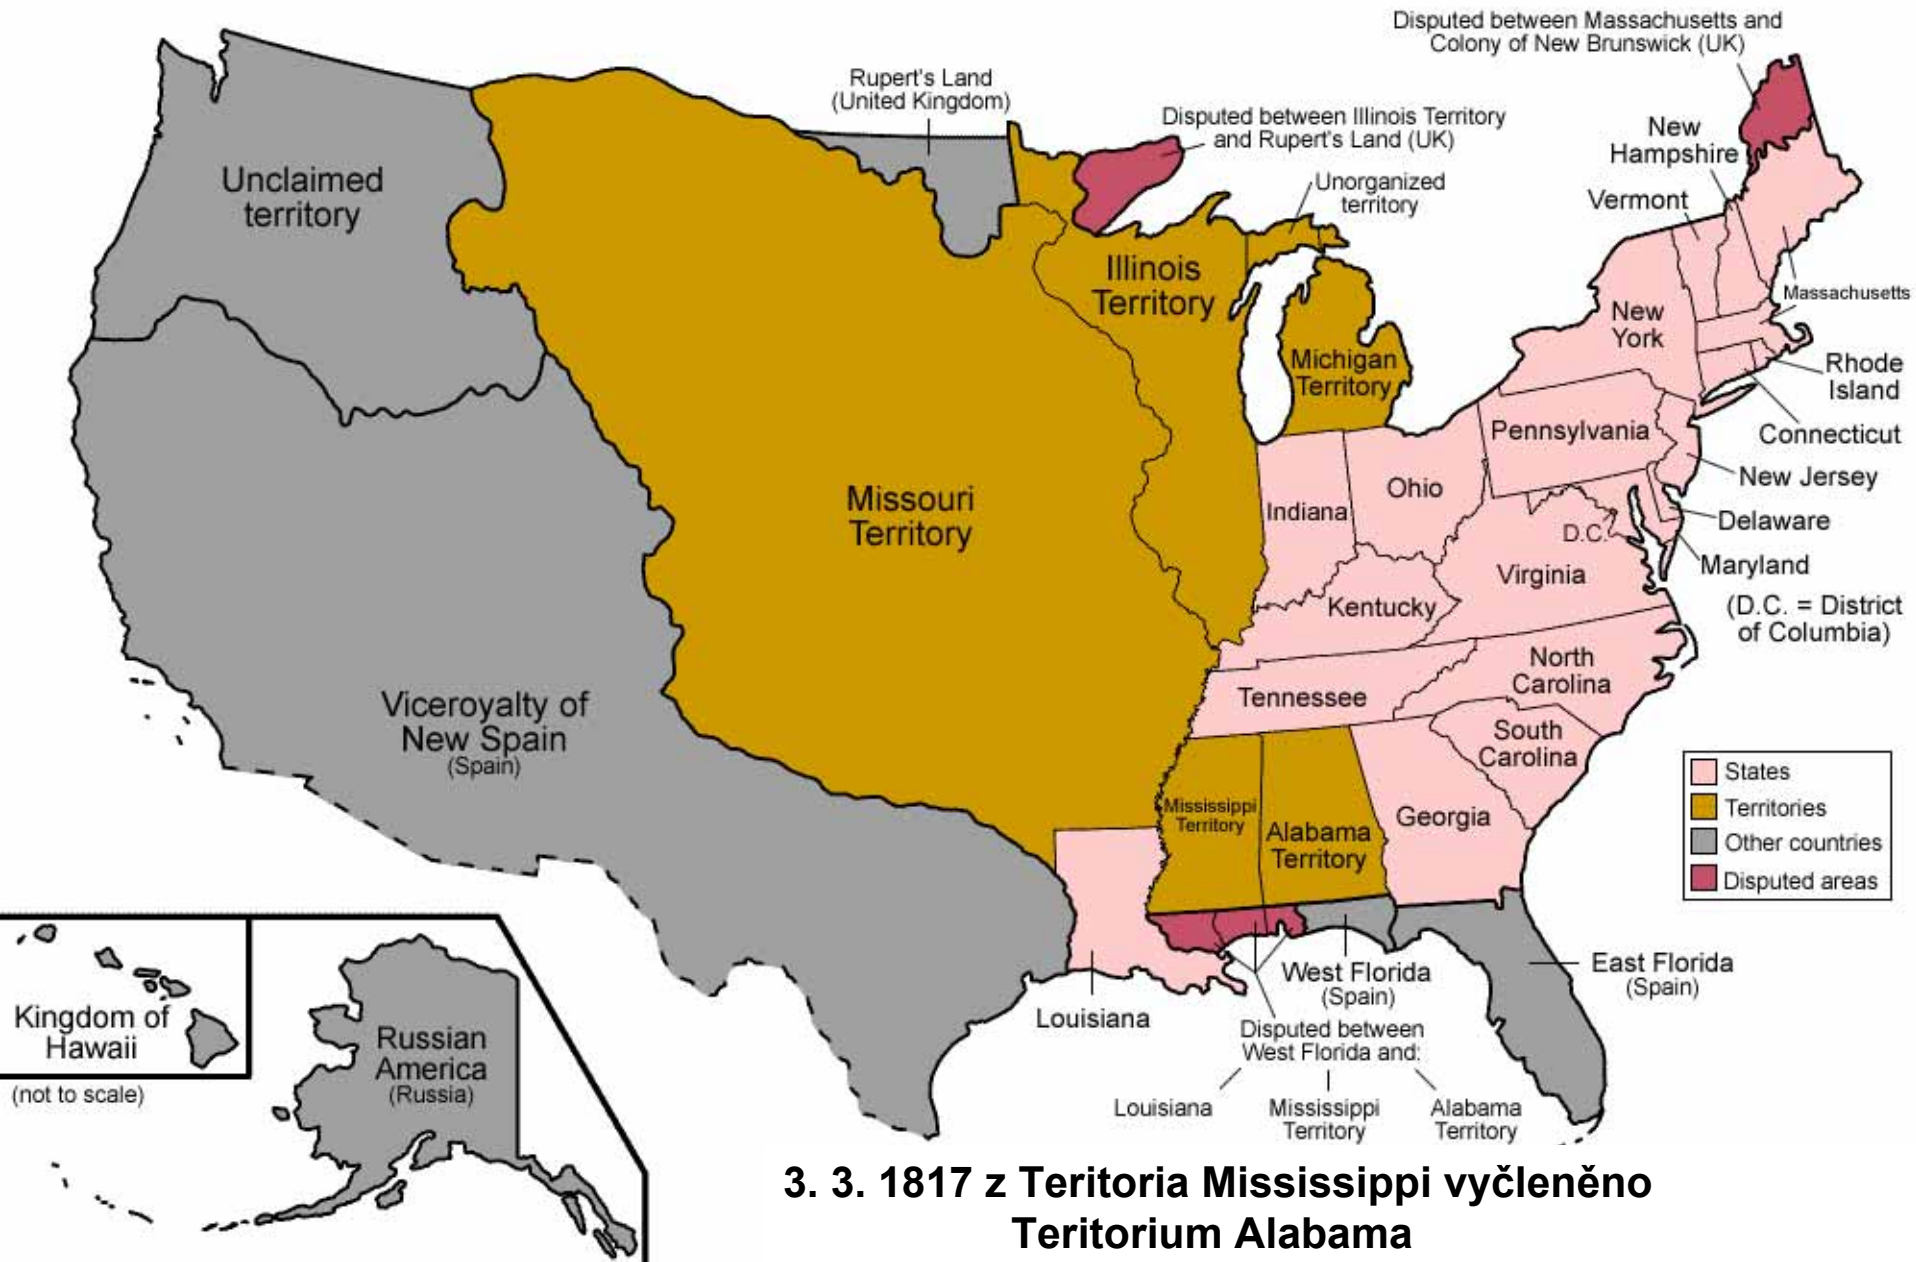 Disputed between Massachusetts and
Colony of New Brunswick (UK)
Rupert's Land
(United Kingdom)
Disputed between Illinois Territory
and Rupert's Land (UK)
New
Hampshire
Unorganized
territory
Vermont
Unclaimed
territory
Illinois
Territory
Massachusetts
New
York
Michigan
Territory
Rhode
Island
Pennsylvania
Connecticut
New Jersey
Missouri
Territory
Ohio
Indiana
Delaware
D.C.
Maryland
Virginia
Kentucky
(D.C. = District
of Columbia)
North
Carolina
Tennessee
Viceroyalty of
New Spain
(Spain)
South
Carolina
States
Territories
Other countries
Disputed areas
Mississippi
Territory
Alabama
Territory
Georgia
West Florida
(Spain)
East Florida
(Spain)
Louisiana
Disputed between
West Florida and:
Louisiana
Mississippi
Territory
Alabama
Territory
Kingdom of
Hawaii
(not to scale)
Russian
America
(Russia)
3. 3. 1817 z Teritoria Mississippi vyčleněno
Teritorium Alabama